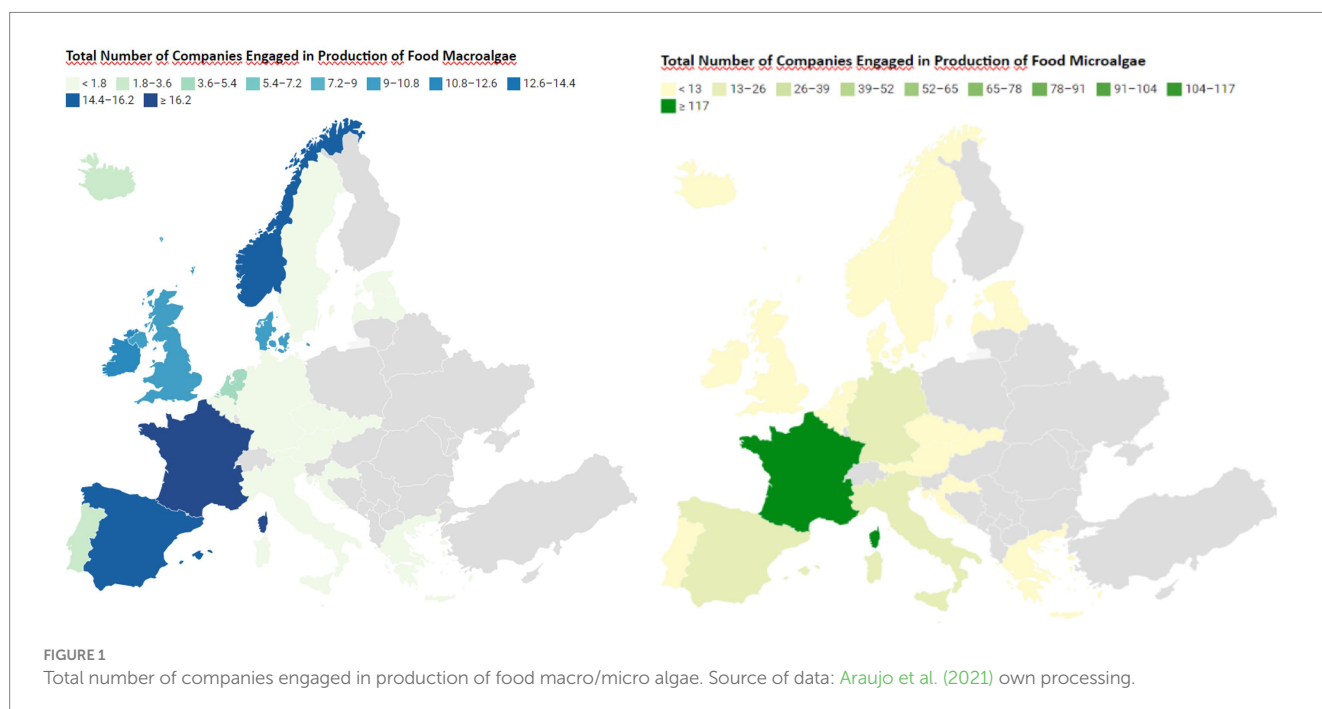 Total Number of Companies Engaged in Production of Food Macroalgae
< 1.8 1.8–3.6 3.6–5.4 5.4–7.2 7.2–9 9–10.8 10.8–12.6 12.6–14.4
14.4–16.2 ≥ 16.2
Total Number of Companies Engaged in Production of Food Microalgae
< 13 13–26 26–39 39–52 52–65 65–78 78–91 91–104 104–117
≥ 117
FIGURE 1
Total number of companies engaged in production of food macro/micro algae. Source of data: Araujo et al. (2021) own processing.